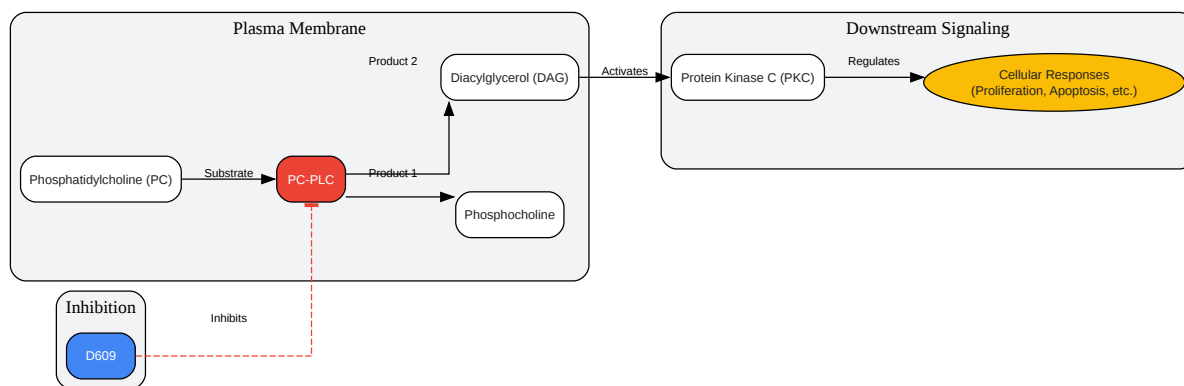 Plasma Membrane
Downstream Signaling
Product 2
Diacylglycerol (DAG)
Activates
Protein Kinase C (PKC)
Regulates
Cellular Responses
(Proliferation, Apoptosis, etc.)
Phosphatidylcholine (PC)
Substrate
PC-PLC
Product 1
Phosphocholine
Inhibition
Inhibits
D609